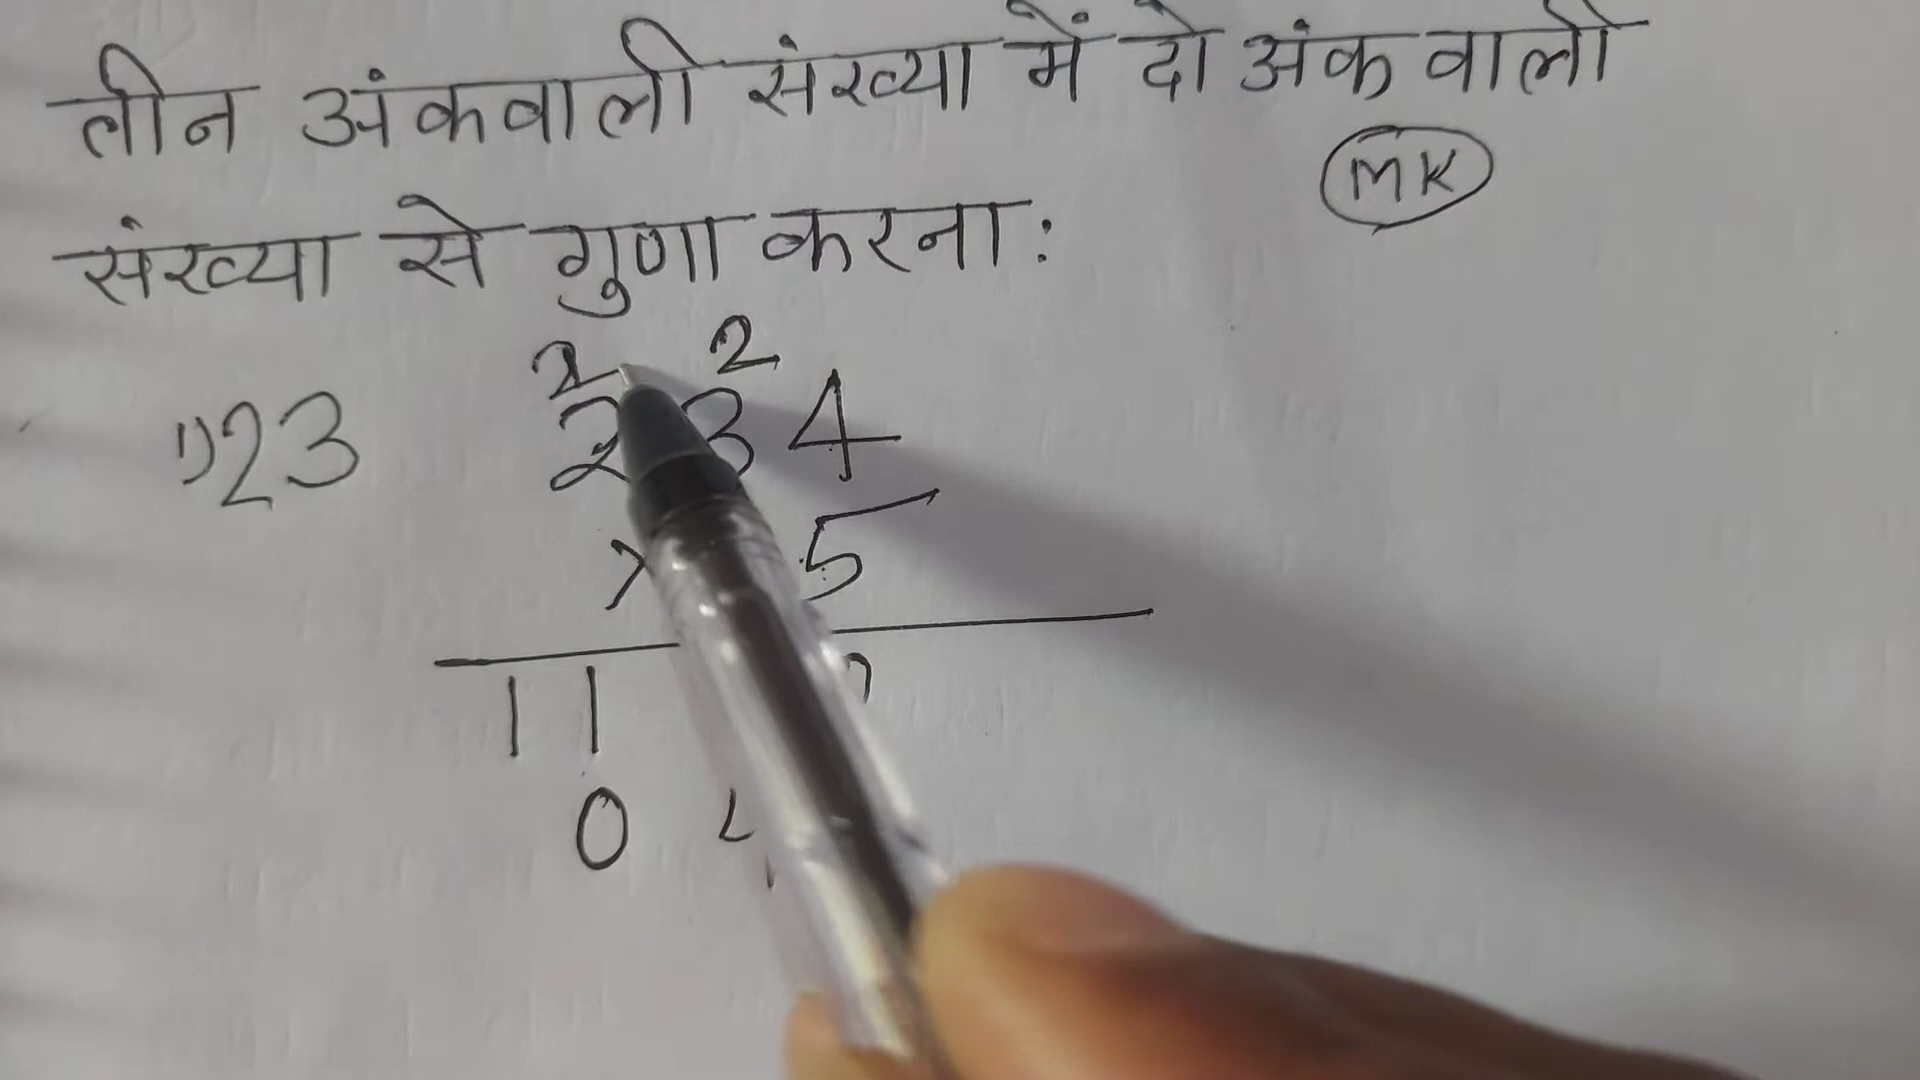 तीन अंकवाली संख्या में दो अंक वाली
MK
संख्या से गुणा करना:
2 2
1) 23 234
x 5
11
0